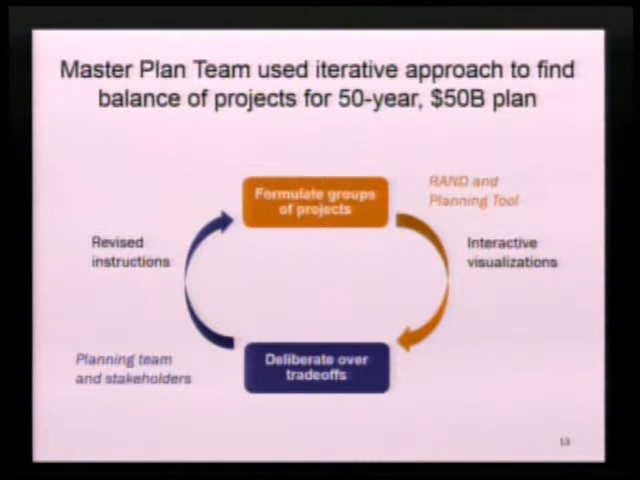 Master Plan Team used iterative approach to find
balance of projects for 50-year, $50B plan
Formulate groups
of projects
RAND and
Planning Tool
Revised
instructions
Interactive
visualizations
Planning team
and stakeholders
Deliberate over
tradeoffs
13